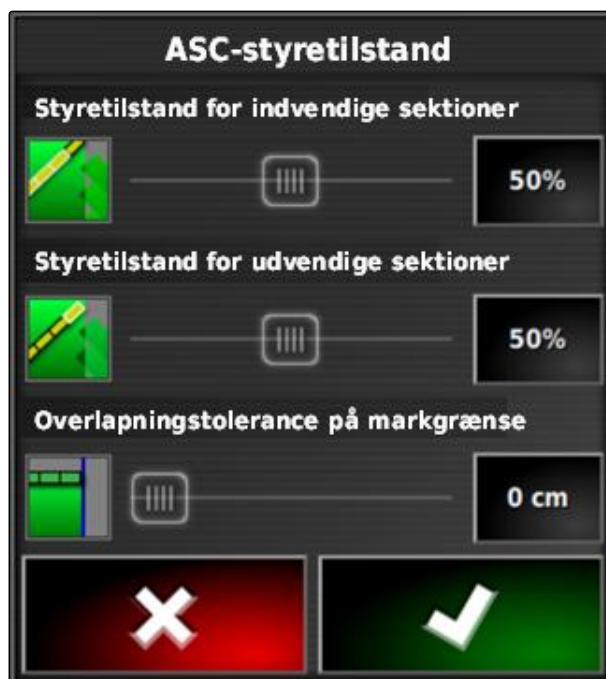 ASC-styretilstand
Styretilstand for indvendige sektioner
50%
Styretilstand for udvendige sektioner
50%
Overlapningstolerance på markgrænse
0 cm